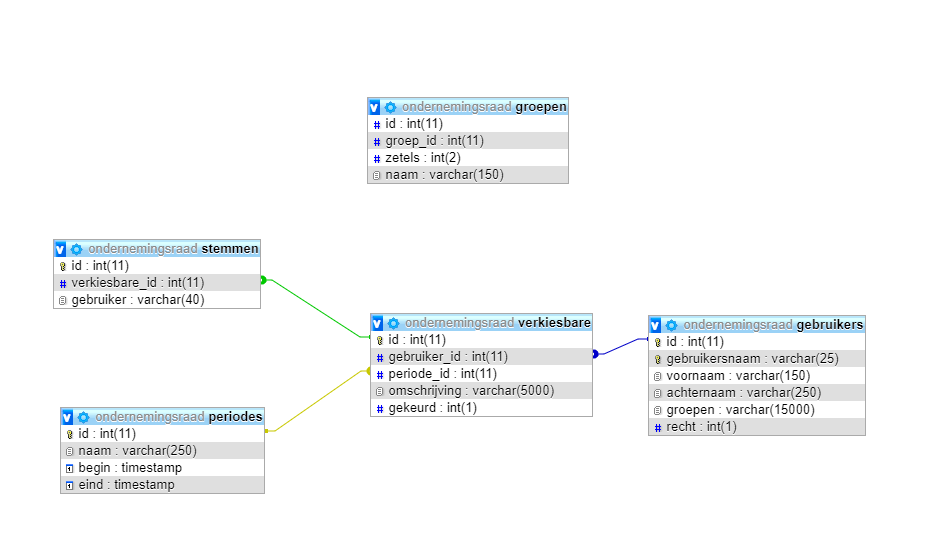 ondernemingsraad groepen
id : int(11)
groep_id : int(11)
zetels : int(2)
naam : varchar(150)
ondernemingsraad stemmen
id : int(11)
verkiesbare_id : int(11)
gebruiker : varchar(40)
ondernemingsraad verkiesbare
id : int(11)
gebruiker_id : int(11)
periode_id : int(11)
omschrijving : varchar(5000)
gekeurd : int(1)
ondernemingsraad gebruikers
id : int(11)
gebruikersnaam : varchar(25)
voornaam : varchar(150)
achternaam : varchar(250)
groepen : varchar(15000)
recht : int(1)
ondernemingsraad periodes
id : int(11)
naam : varchar(250)
begin : timestamp
eind : timestamp